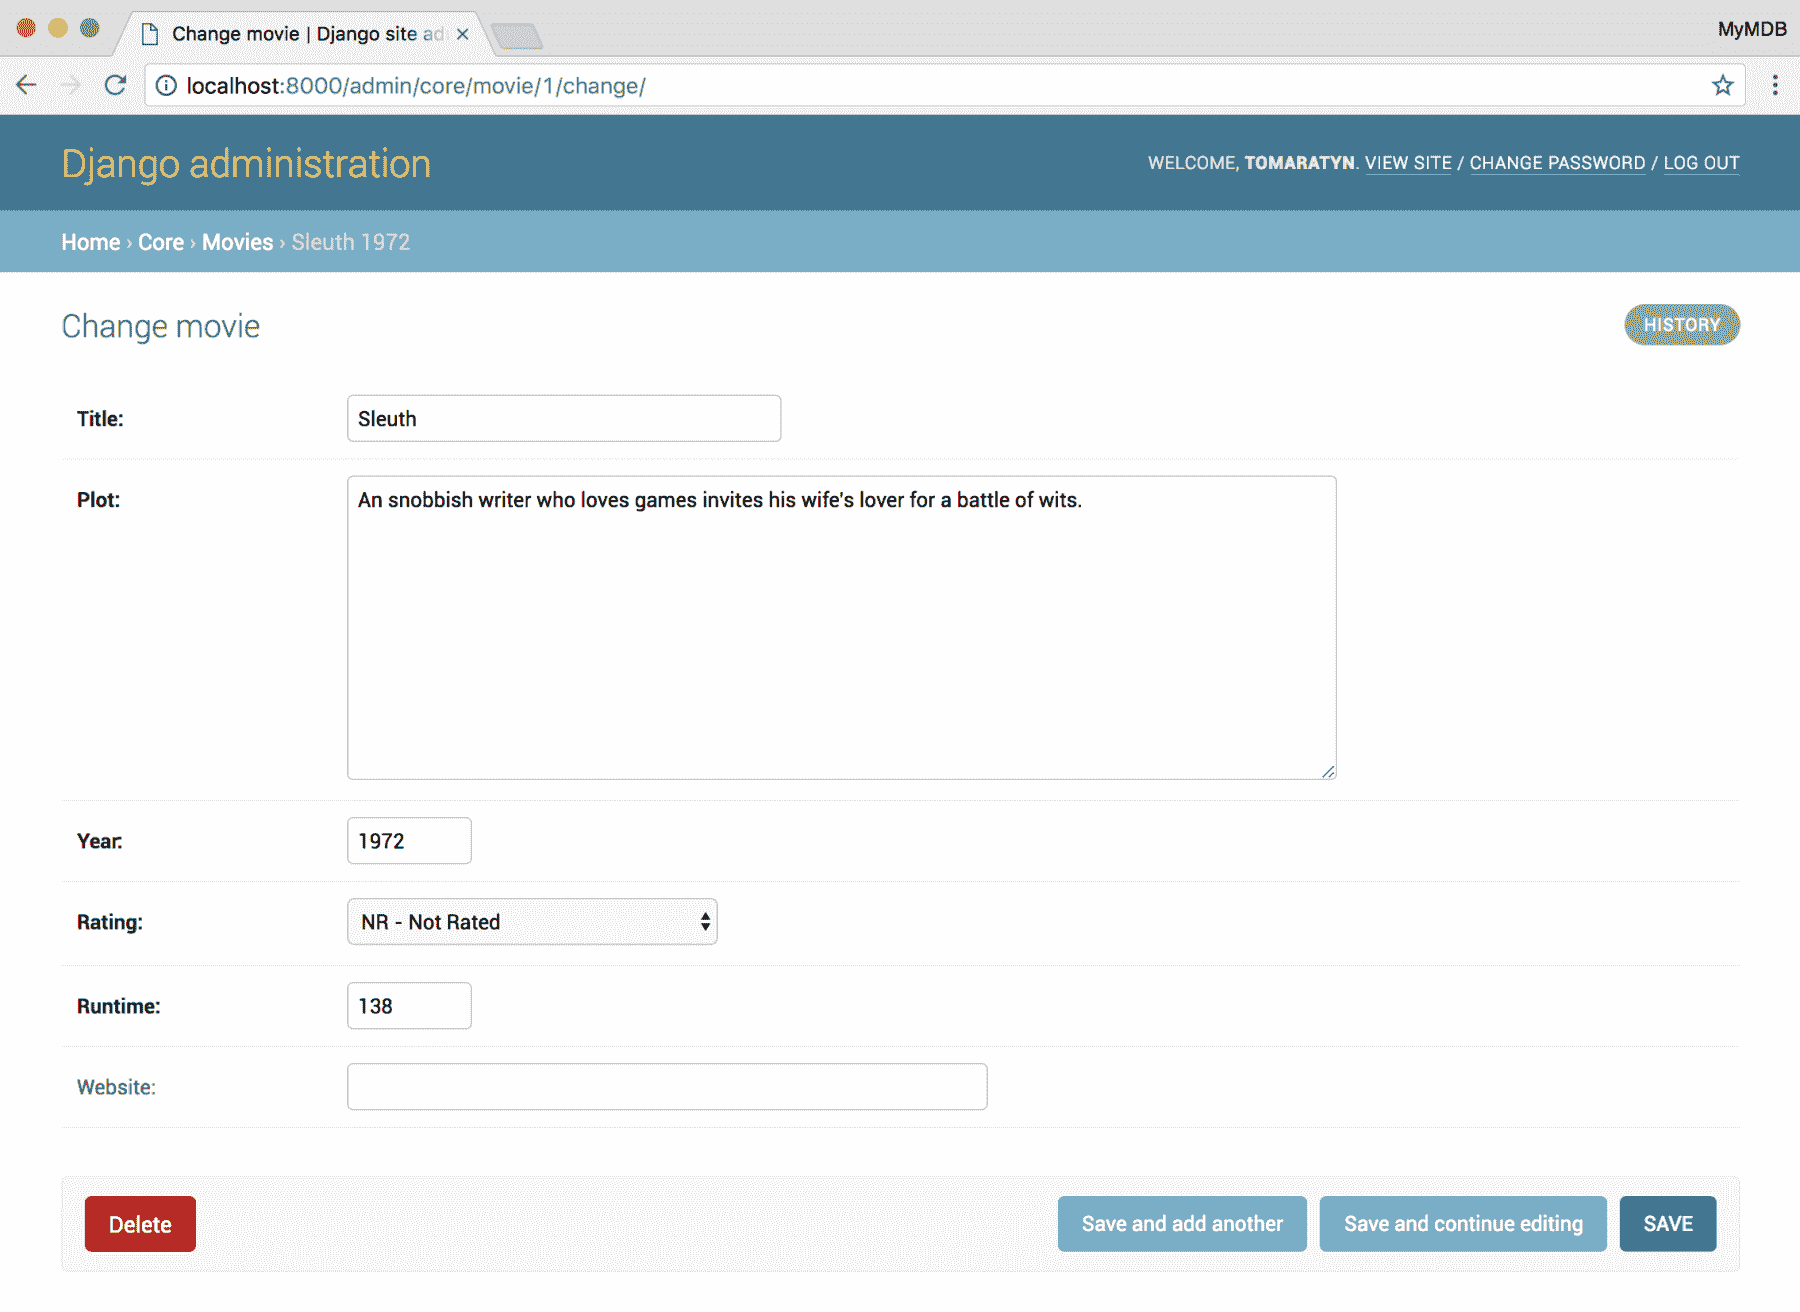 Change movie | Django site ad
MyMDB
localhost:8000/admin/core/movie/1/change/
Django administration
WELCOME, TOMARATYN. VIEW SITE / CHANGE PASSWORD / LOG OUT
Home › Core › Movies › Sleuth 1972
Change movie
HISTORY
Title:
Sleuth
Plot:
An snobbish writer who loves games invites his wife's lover for a battle of wits.
Year:
1972
Rating:
NR - Not Rated
Runtime:
138
Website:
Delete
Save and add another
Save and continue editing
SAVE